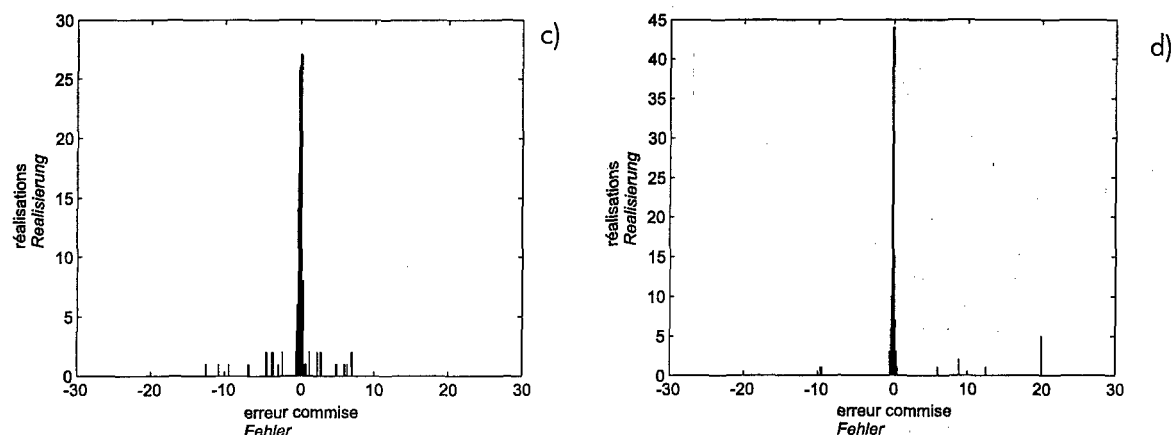 30
25
20
15
10
5
0
-30 -20 -10 0 10 20 30
réalisations
Realisierung
erreur commise
Fehler
c)
45
40
35
30
25
20
15
10
5
0
-30 -20 -10 0 10 20 30
réalisations
Realisierung
erreur commise
Fehler
d)